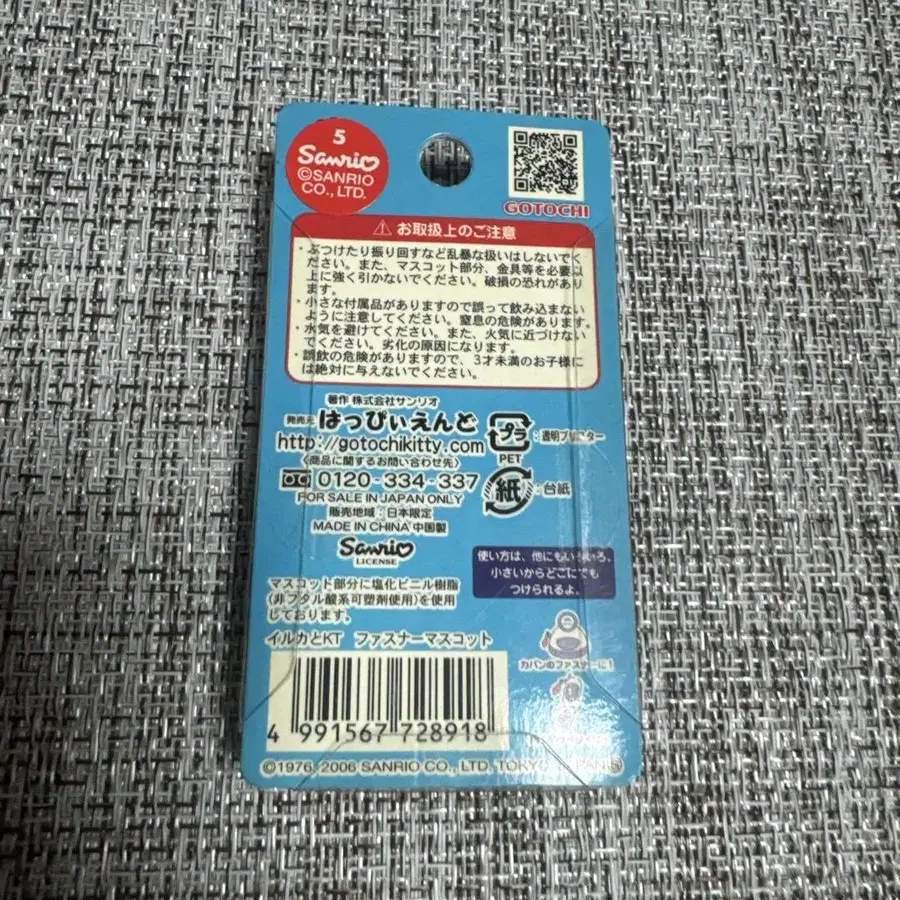 5
Sanrio
©SANRIO
CO., LTD.
GOTOCHI
⚠ お取扱上のご注意
・ぶつけたり振り回すなど乱暴な扱いはしないでく
ださい。また、マスコット部分、金具等を必要以
上に強く引かないでください。破損の恐れがあり
ます。
・小さな付属品がありますので誤って飲み込まない
ように注意してください。窒息の危険があります。
・水気を避けてください。また、火気に近づけない
でください。劣化の原因になります。
・誤飲の危険がありますので、3才未満のお子様に
は絶対に与えないでください。
著作 株式会社サンリオ
発売元 はっぴぃえんど
http://gotochikitty.com
〈商品に関するお問い合わせ先〉
0120-334-337
FOR SALE IN JAPAN ONLY
販売地域:日本限定
MADE IN CHINA 中国製
Sanrio
LICENSE
プラ
PET
紙
:台紙
使い方は、他にもいろいろ。
小さいからどこにでも
つけられるよ。
マスコット部分に塩化ビニル樹脂
(非フタル酸系可塑剤使用)を使用
しております。
イルカとKT ファスナーマスコット
カバンのファスナーに!
4 991567 728918
©1976, 2006 SANRIO CO., LTD. TOKYO